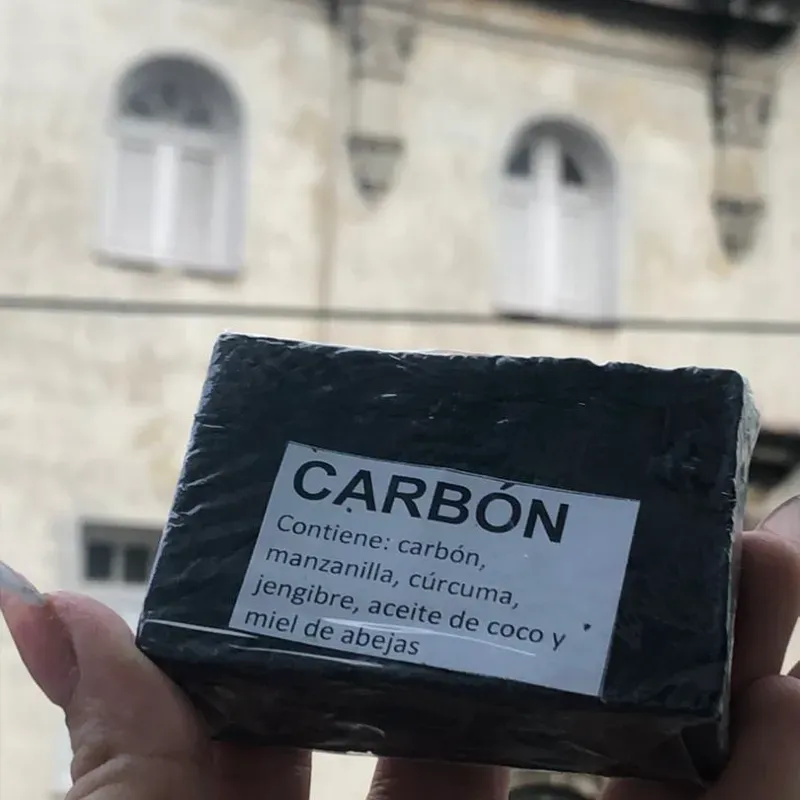 CARBÓN
Contiene: carbón,
manzanilla, cúrcuma,
jengibre, aceite de coco y
miel de abejas